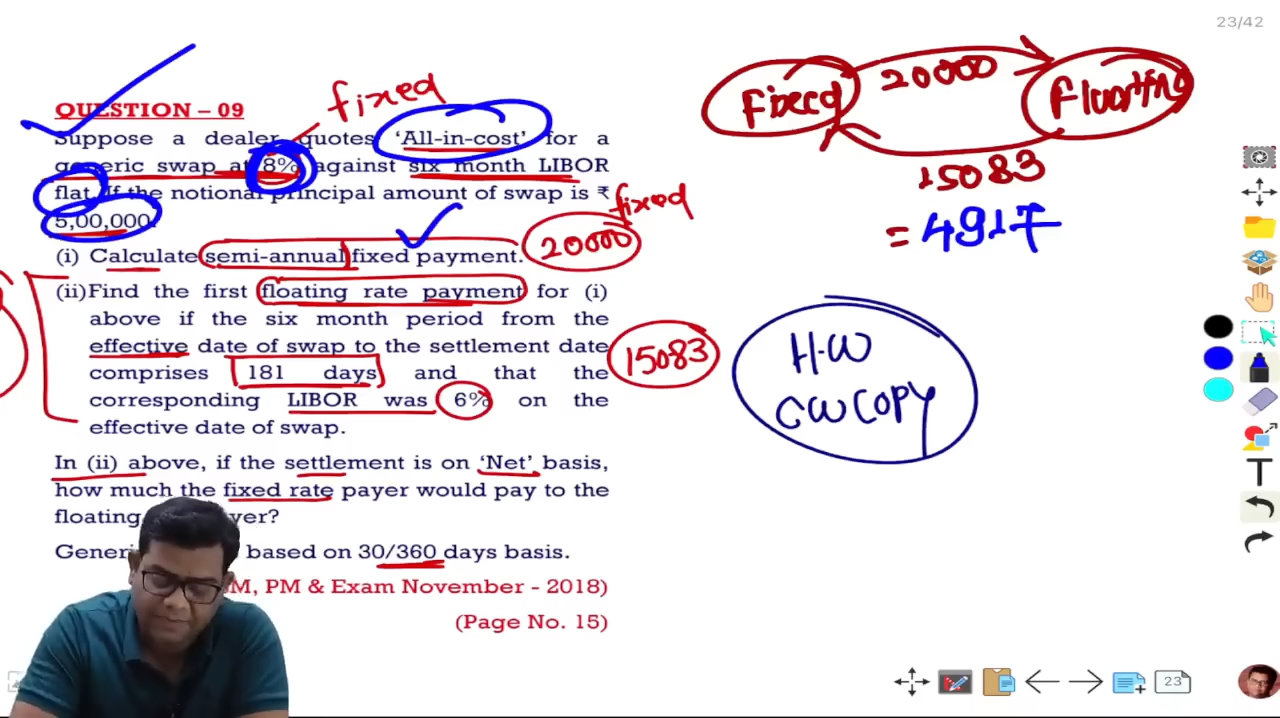 23/42
QUESTION – 09
fixed
Suppose a dealer quotes 'All-in-cost' for a
generic swap at 8% against six month LIBOR
flat. If the notional principal amount of swap is ₹
5,00,000.
fixed
(i) Calculate semi-annual fixed payment.
20000
(ii)Find the first floating rate payment for (i)
above if the six month period from the
effective date of swap to the settlement date
comprises 181 days and that the
corresponding LIBOR was 6% on the
effective date of swap.
15083
In (ii) above, if the settlement is on 'Net' basis,
how much the fixed rate payer would pay to the
floating
Generi based on 30/360 days basis.
M, PM & Exam November - 2018)
(Page No. 15)
Fixed
20000
15083
= 4917
H.W
CW COPY
T
23